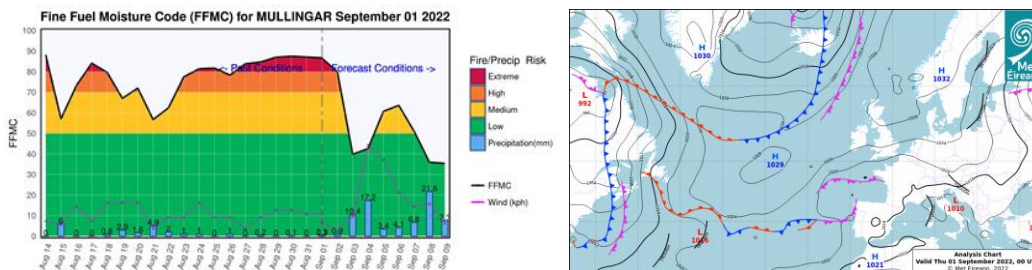 Fine Fuel Moisture Code (FFMC) for MULLINGAR September 01 2022
100
90
80
70
60
50
40
30
20
10
0
FFMC
<- Past Conditions
Forecast Conditions ->
4.9
10.4
17.2
3.4
4.2
0.6
21.6
Aug 14
Aug 15
Aug 16
Aug 17
Aug 18
Aug 19
Aug 20
Aug 21
Aug 22
Aug 23
Aug 24
Aug 25
Aug 26
Aug 27
Aug 28
Aug 29
Aug 30
Aug 31
Sep 01
Sep 02
Sep 03
Sep 04
Sep 05
Sep 06
Sep 07
Sep 08
Sep 09
Fire/Precip Risk
Extreme
High
Medium
Low
Precipitation(mm)
FFMC
Wind (kph)
H
1030
L
992
H
1029
H
1032
L
1016
L
1010
H
1021
Met
Éireann
Analysis Chart
Valid Thu 01 September 2022, 00 U
© Met Éireann, 2022